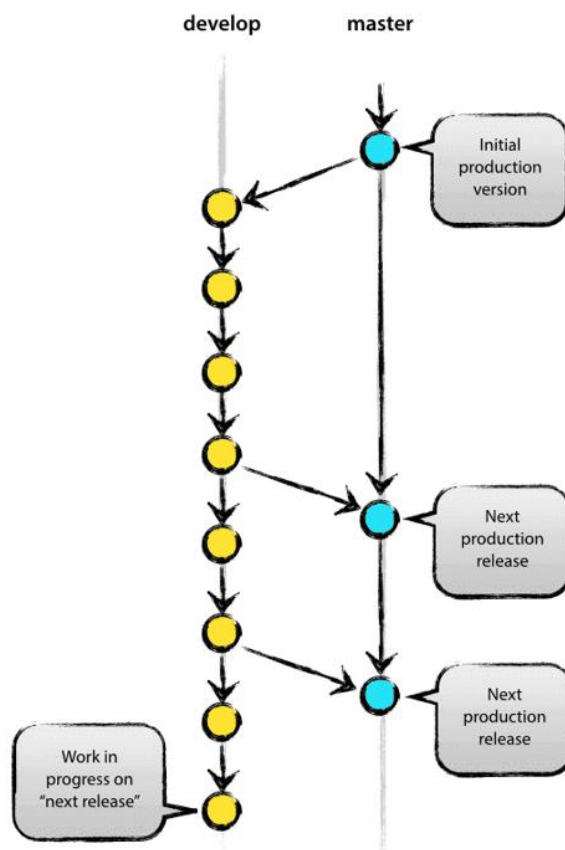 develop
master
Initial
production
version
Next
production
release
Next
production
release
Work in
progress on
“next release”